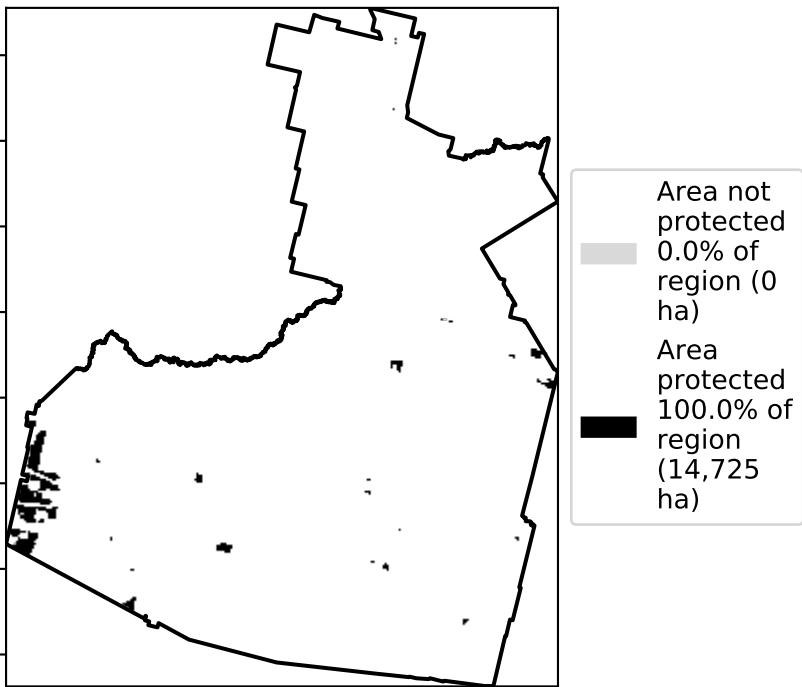 Area not
protected
0.0% of
region (0
ha)
Area
protected
100.0% of
region
(14,725
ha)